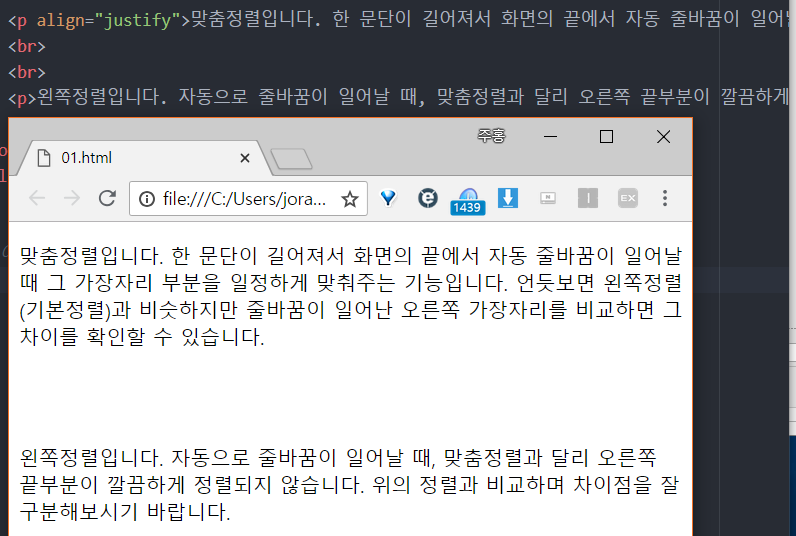 <p align="justify">맞춤정렬입니다. 한 문단이 길어져서 화면의 끝에서 자동 줄바꿈이 일어
<br>
<br>
<p>왼쪽정렬입니다. 자동으로 줄바꿈이 일어날 때, 맞춤정렬과 달리 오른쪽 끝부분이 깔끔하게
주홍
01.html
file:///C:/Users/jora...
1439
EX
맞춤정렬입니다. 한 문단이 길어져서 화면의 끝에서 자동 줄바꿈이 일어날
때 그 가장자리 부분을 일정하게 맞춰주는 기능입니다. 언듯보면 왼쪽정렬
(기본정렬)과 비슷하지만 줄바꿈이 일어난 오른쪽 가장자리를 비교하면 그
차이를 확인할 수 있습니다.
왼쪽정렬입니다. 자동으로 줄바꿈이 일어날 때, 맞춤정렬과 달리 오른쪽
끝부분이 깔끔하게 정렬되지 않습니다. 위의 정렬과 비교하며 차이점을 잘
구분해보시기 바랍니다.